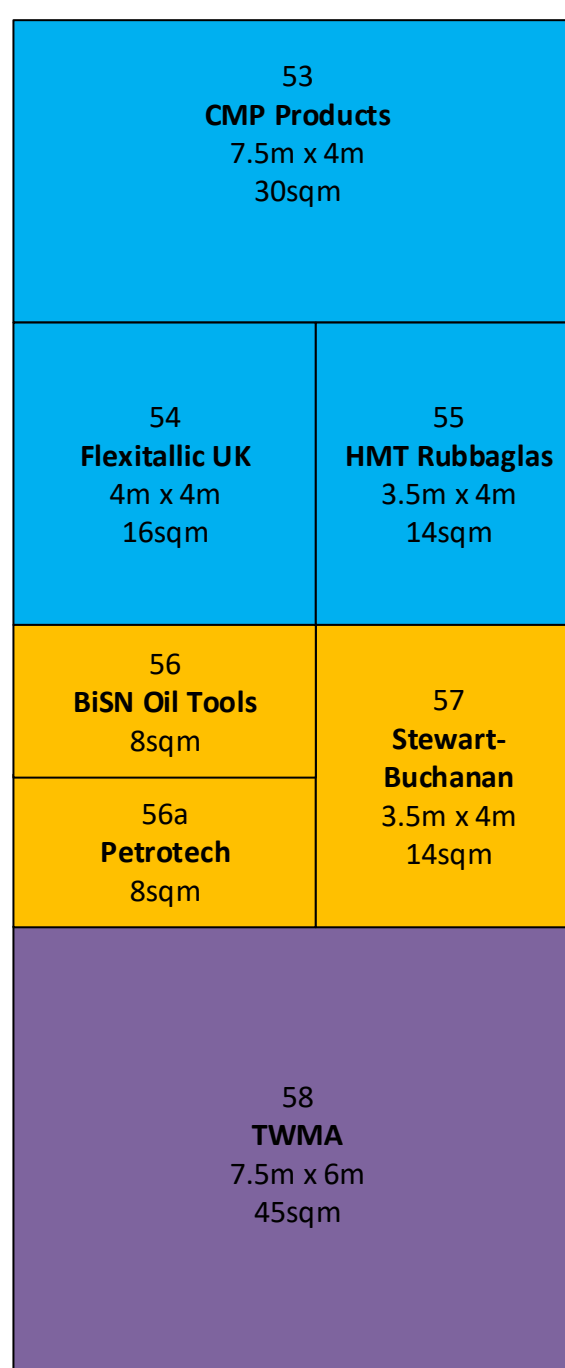 53
CMP Products
7.5m x 4m
30sqm
54
Flexitallic UK
4m x 4m
16sqm
55
HMT Rubbaglas
3.5m x 4m
14sqm
56
BiSN Oil Tools
8sqm
56a
Petrotech
8sqm
57
Stewart-
Buchanan
3.5m x 4m
14sqm
58
TWMA
7.5m x 6m
45sqm